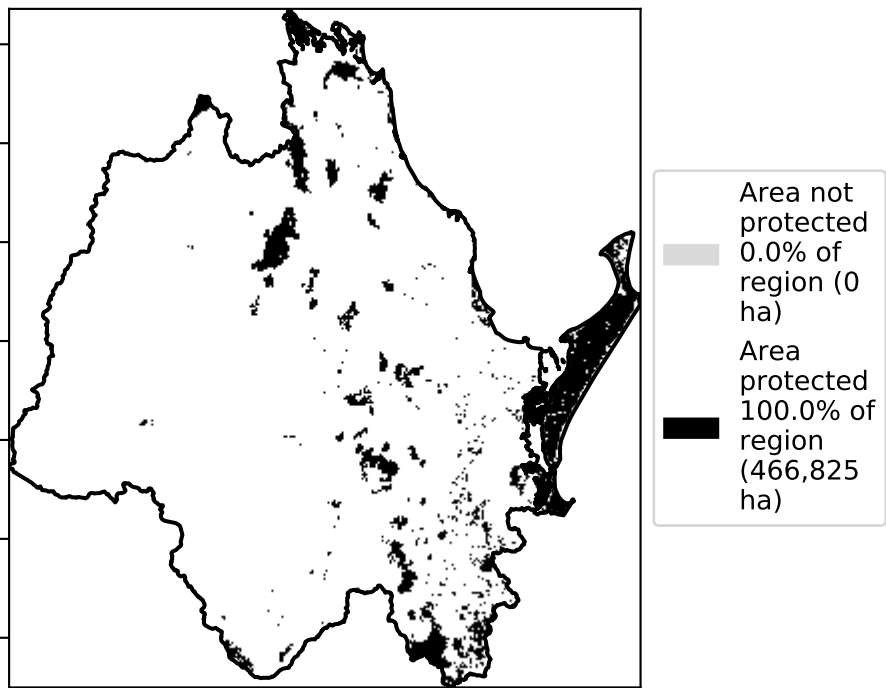 Area not
protected
0.0% of
region (0
ha)
Area
protected
100.0% of
region
(466,825
ha)